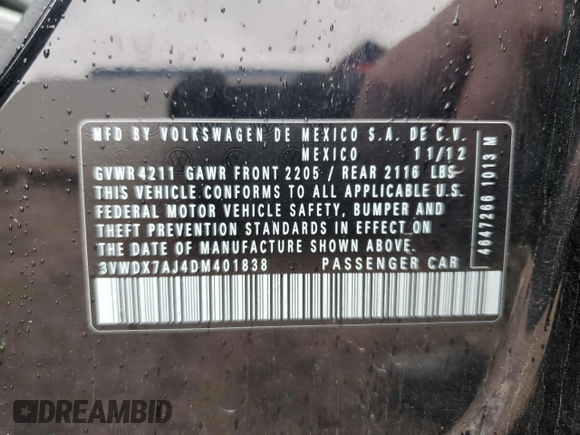 MFD BY VOLKSWAGEN DE MEXICO S.A. DE C.V.
MEXICO 11/12
GVWR4211 GAWR FRONT 2205 / REAR 2116 LBS
THIS VEHICLE CONFORMS TO ALL APPLICABLE U.S.
FEDERAL MOTOR VEHICLE SAFETY, BUMPER AND
THEFT PREVENTION STANDARDS IN EFFECT ON THE
DATE OF MANUFACTURE SHOWN ABOVE.
3VWDX7AJ4DM401838 PASSENGER CAR
4647266 1013 M
DREAMBID